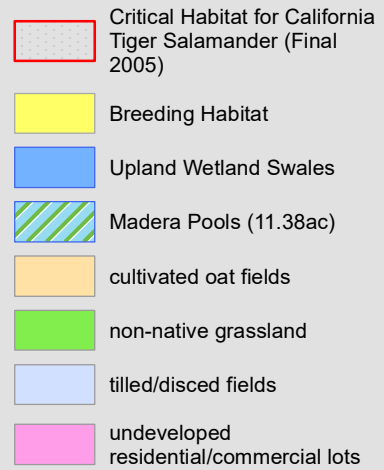 Critical Habitat for California
Tiger Salamander (Final
2005)
Breeding Habitat
Upland Wetland Swales
Madera Pools (11.38ac)
cultivated oat fields
non-native grassland
tilled/disced fields
undeveloped
residential/commercial lots